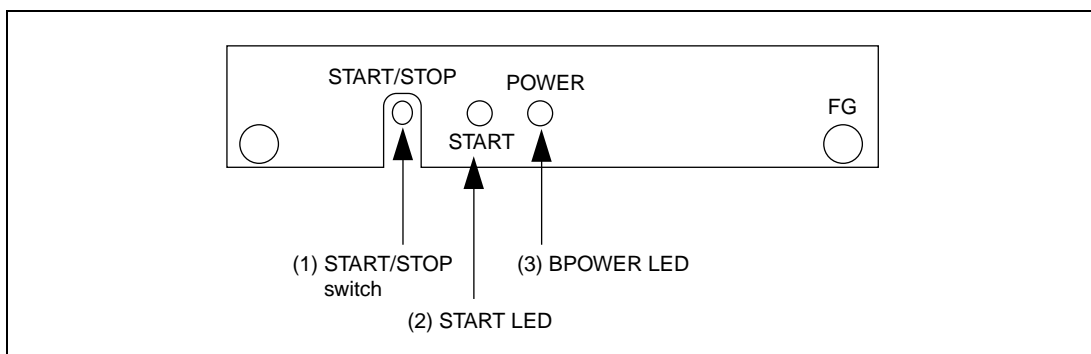 START/STOP
POWER
FG
START
(1) START/STOP
switch
(3) BPOWER LED
(2) START LED